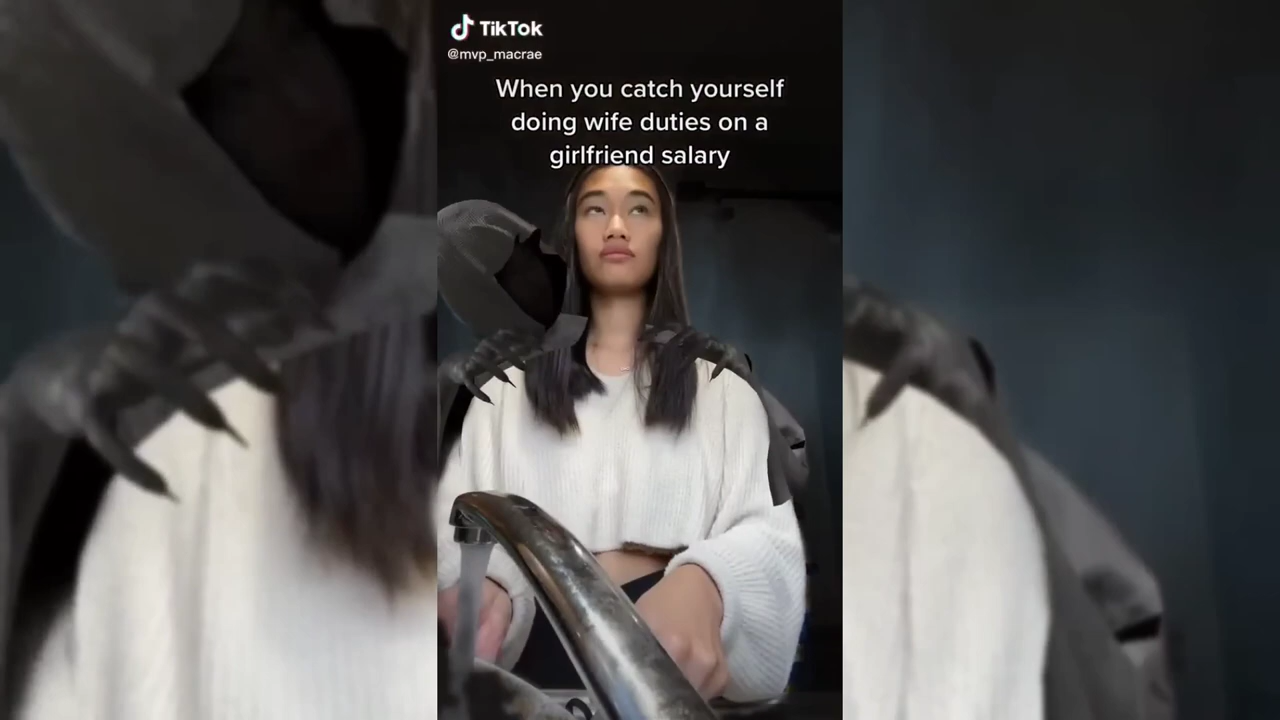 TikTok
@mvp_macrae
When you catch yourself
doing wife duties on a
girlfriend salary